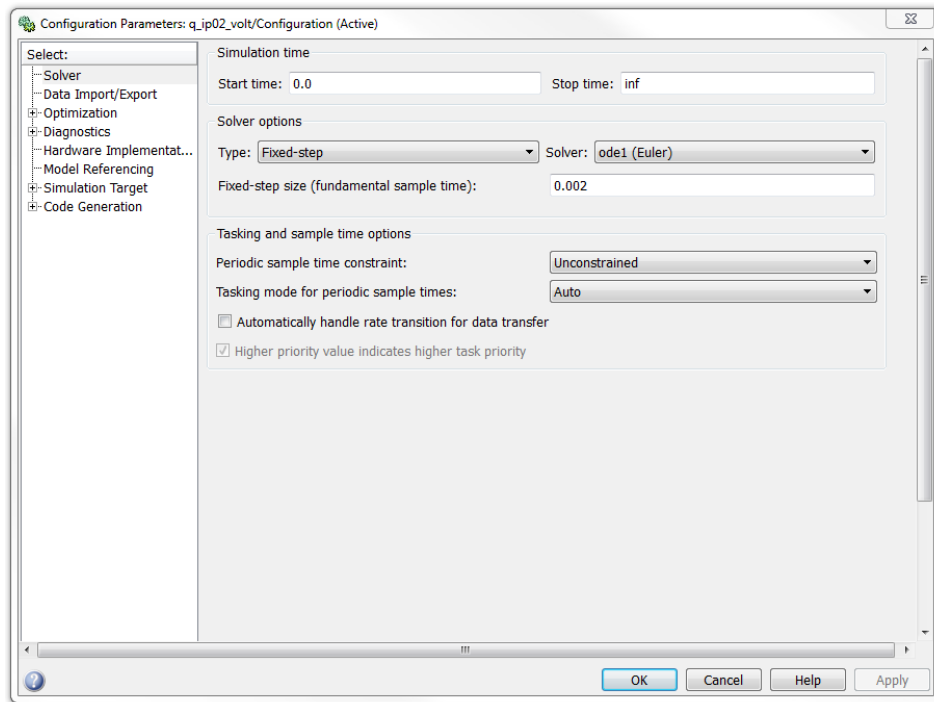 Configuration Parameters: q_ip02_volt/Configuration (Active)
Select:
Solver
Data Import/Export
Optimization
Diagnostics
Hardware Implementat...
Model Referencing
Simulation Target
Code Generation
Simulation time
Start time: 0.0 Stop time: inf
Solver options
Type: Fixed-step Solver: ode1 (Euler)
Fixed-step size (fundamental sample time): 0.002
Tasking and sample time options
Periodic sample time constraint: Unconstrained
Tasking mode for periodic sample times: Auto
Automatically handle rate transition for data transfer
Higher priority value indicates higher task priority
OK Cancel Help Apply